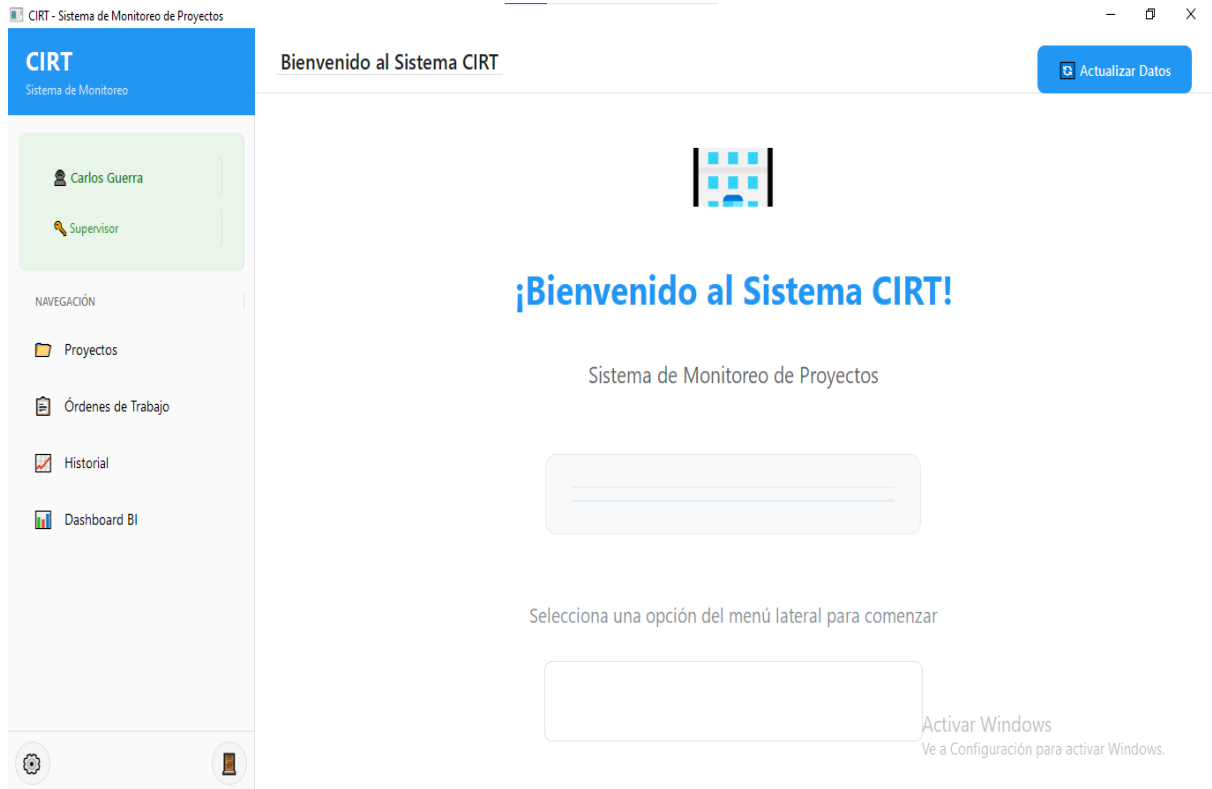 CIRT - Sistema de Monitoreo de Proyectos
CIRT
Sistema de Monitoreo
Bienvenido al Sistema CIRT
Actualizar Datos
Carlos Guerra
Supervisor
NAVEGACIÓN
Proyectos
Órdenes de Trabajo
Historial
Dashboard BI
¡Bienvenido al Sistema CIRT!
Sistema de Monitoreo de Proyectos
Selecciona una opción del menú lateral para comenzar
Activar Windows
Ve a Configuración para activar Windows.